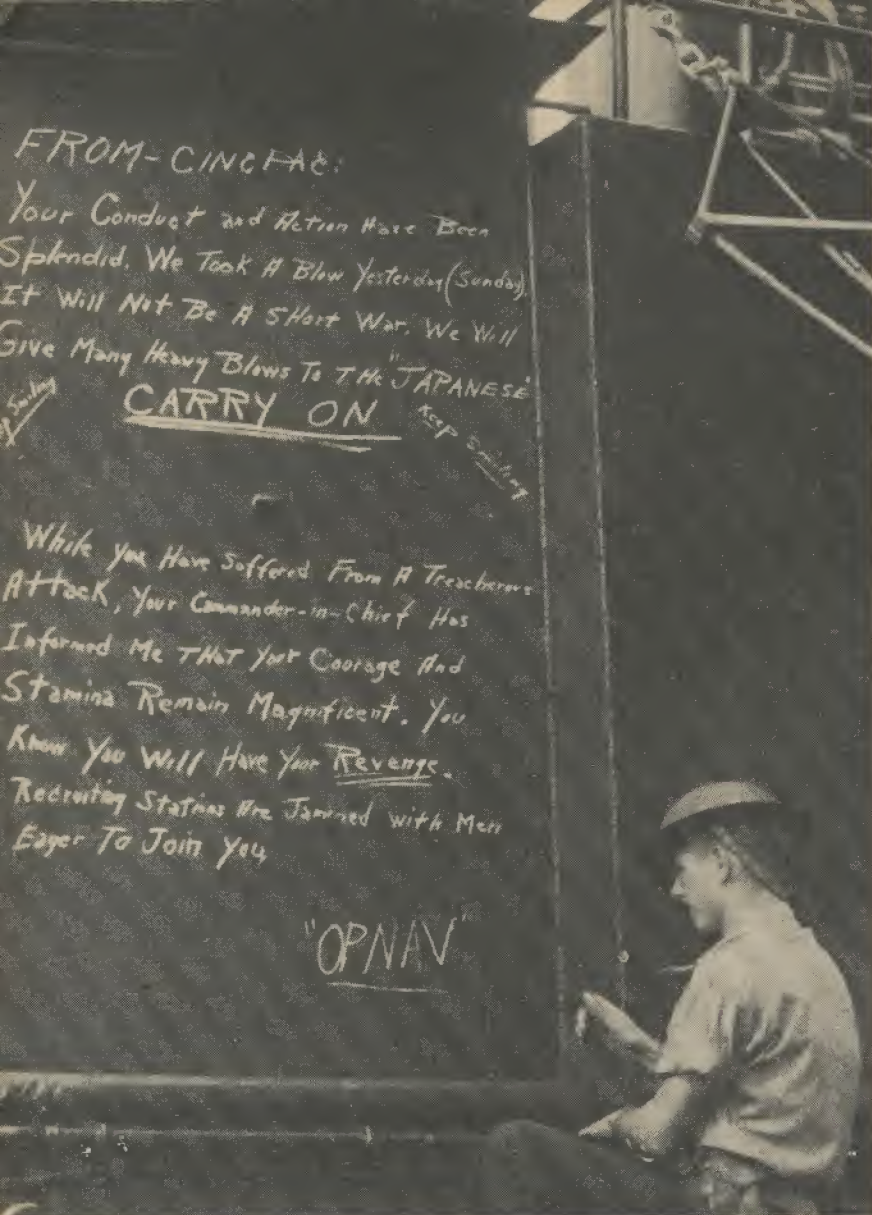 FROM-CINCPAC:
Your Conduct and Action Have Been
Splendid. We Took A Blow Yesterday (Sunday).
It Will Not Be A SHort War. We Will
Give Many Heavy Blows To THe "JAPANESE"
Smiling
CARRY ON
Keep Smiling
While you Have Suffered From A Treacherous
Attack, Your Commander-in-Chief Has
Informed Me THat Your Courage And
Stamina Remain Magnificent. You
Know You Will Have Your Revenge.
Recruiting Stations Are Jammed with Men
Eager To Join You
"OPNAV"